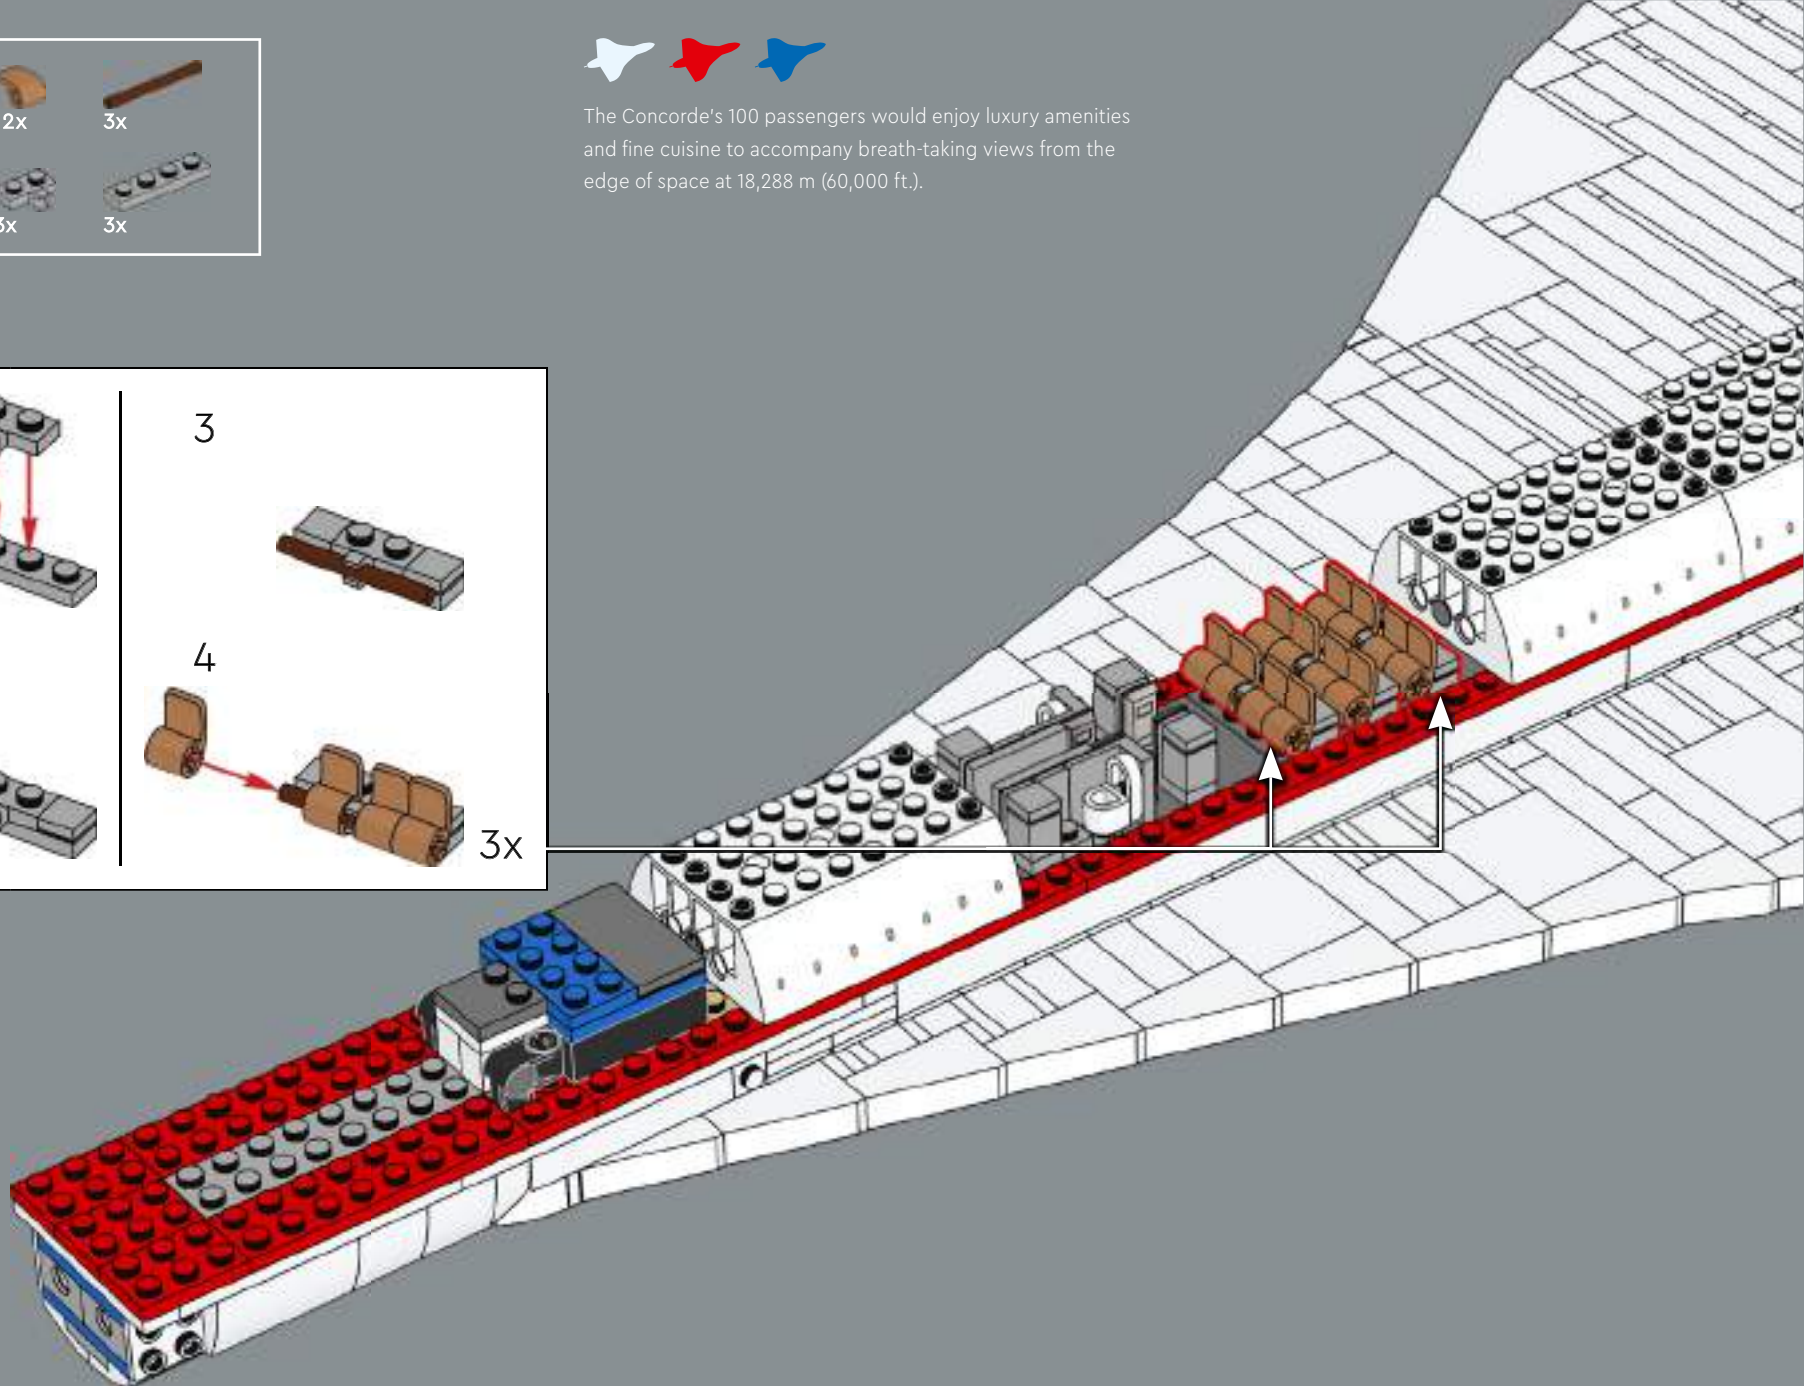 2x
3x
3x
3x
The Concorde's 100 passengers would enjoy luxury amenities
and fine cuisine to accompany breath-taking views from the
edge of space at 18,288 m (60,000 ft.).
3
4
3x